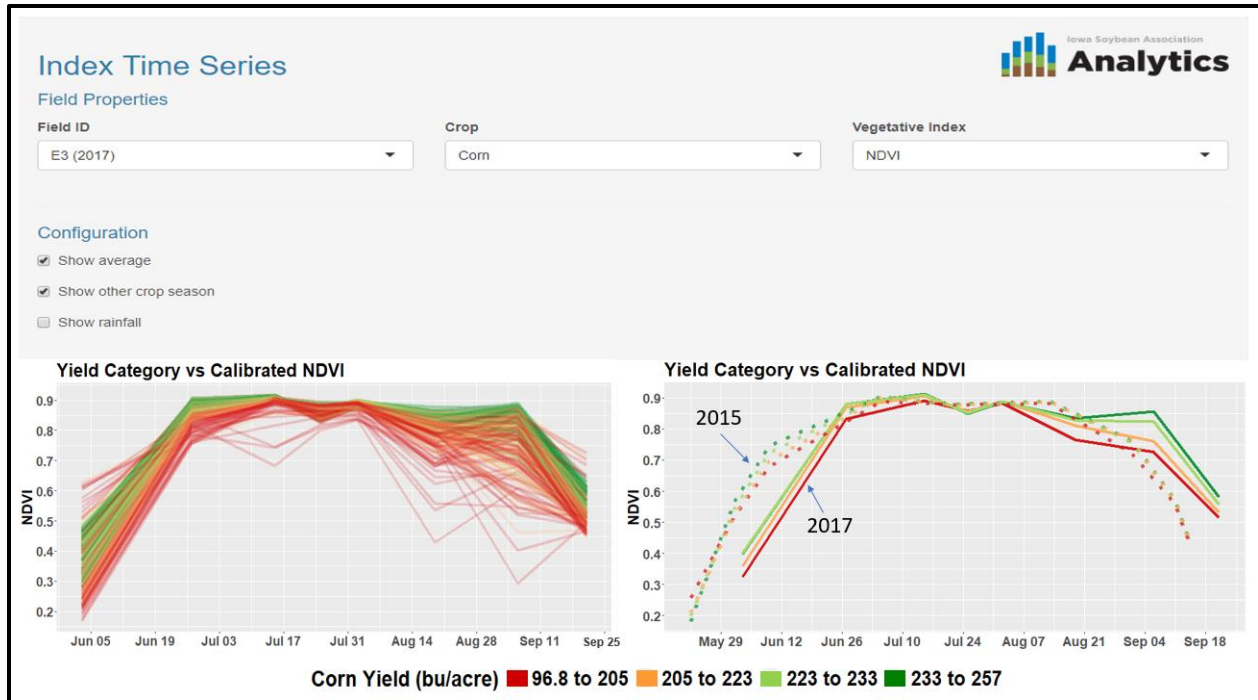 Iowa Soybean Association
Analytics
Index Time Series
Field Properties
Field ID
Crop
Vegetative Index
E3 (2017)
Corn
NDVI
Configuration
Show average
Show other crop season
Show rainfall
Yield Category vs Calibrated NDVI
NDVI
0.9
0.8
0.7
0.6
0.5
0.4
0.3
0.2
Jun 05 Jun 19 Jul 03 Jul 17 Jul 31 Aug 14 Aug 28 Sep 11 Sep 25
Yield Category vs Calibrated NDVI
NDVI
0.9
0.8
0.7
0.6
0.5
0.4
0.3
0.2
2015
2017
May 29 Jun 12 Jun 26 Jul 10 Jul 24 Aug 07 Aug 21 Sep 04 Sep 18
Corn Yield (bu/acre) 96.8 to 205 205 to 223 223 to 233 233 to 257